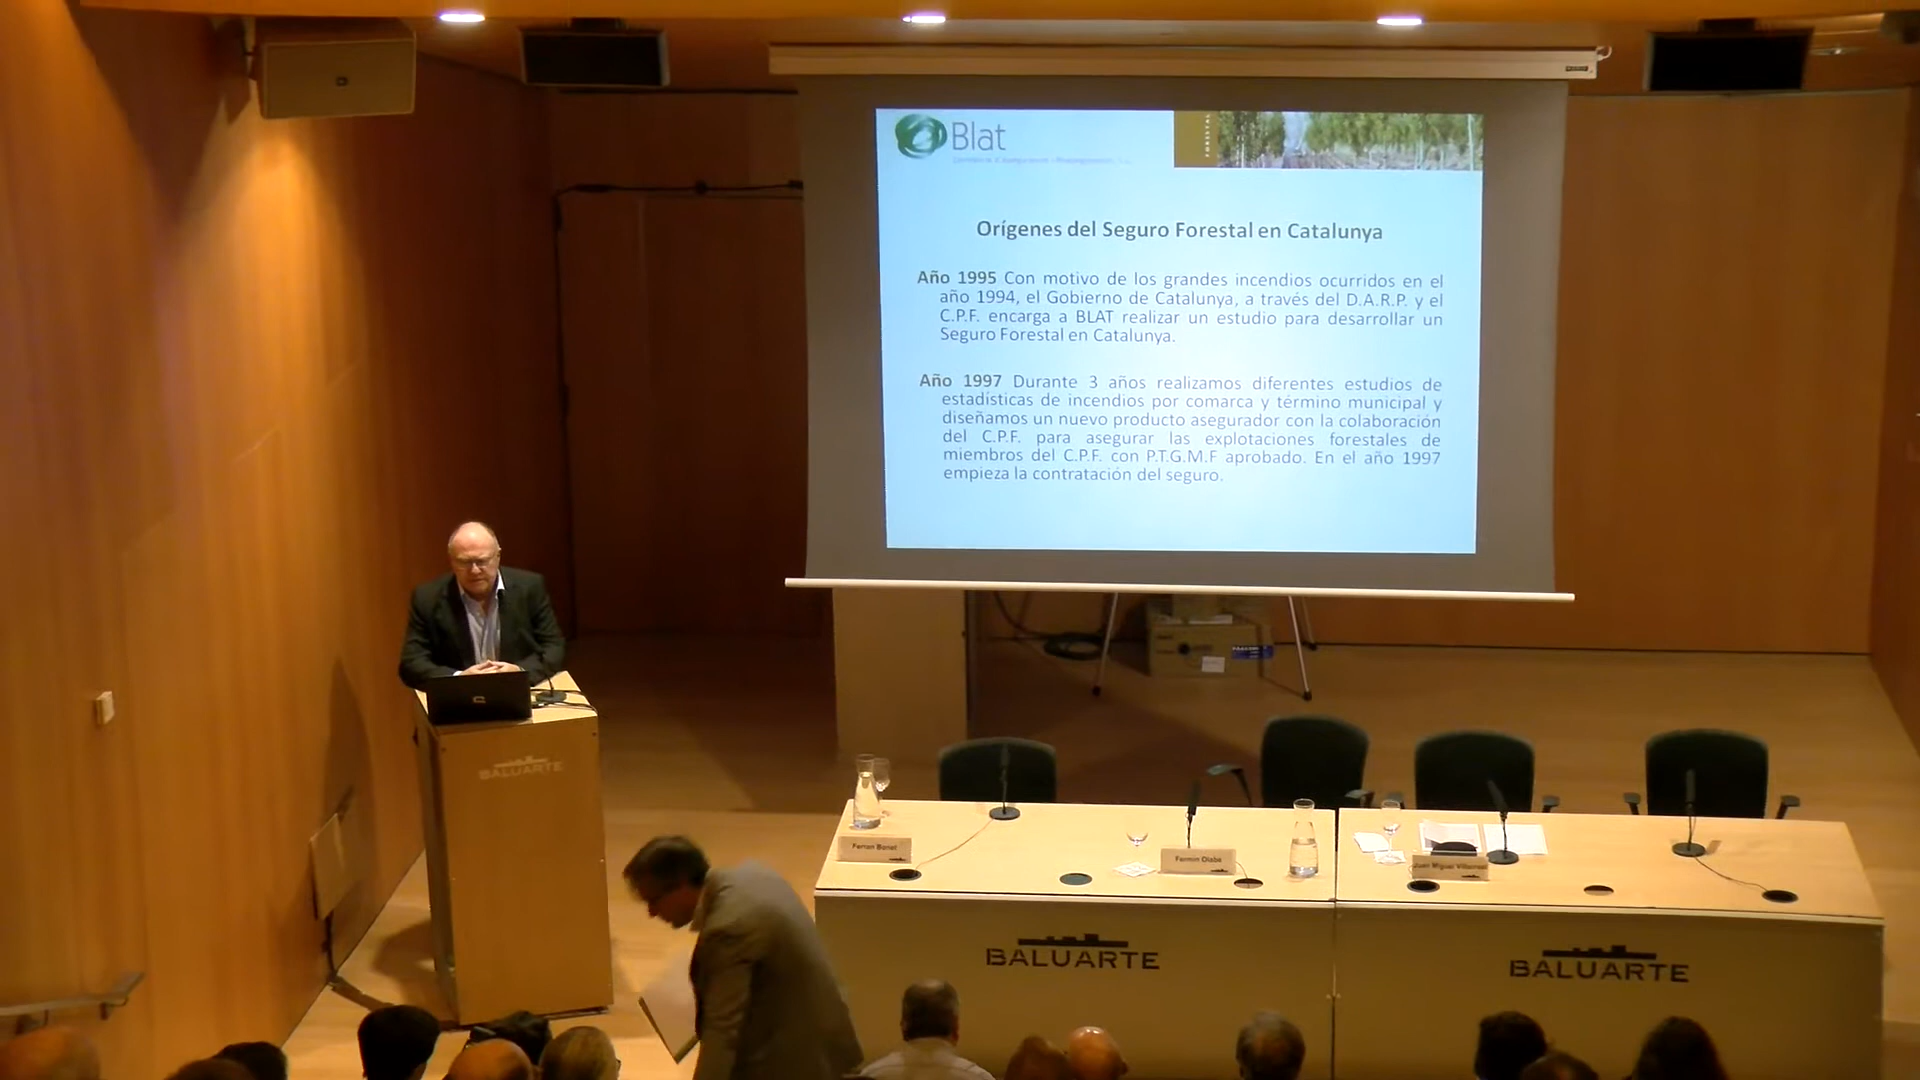 Blat
FORESTAL
Orígenes del Seguro Forestal en Catalunya
Año 1995 Con motivo de los grandes incendios ocurridos en el
año 1994, el Gobierno de Catalunya, a través del D.A.R.P. y el
C.P.F. encarga a BLAT realizar un estudio para desarrollar un
Seguro Forestal en Catalunya.
Año 1997 Durante 3 años realizamos diferentes estudios de
estadísticas de incendios por comarca y término municipal y
diseñamos un nuevo producto asegurador con la colaboración
del C.P.F. para asegurar las explotaciones forestales de
miembros del C.P.F. con P.T.G.M.F aprobado. En el año 1997
empieza la contratación del seguro.
BALUARTE
Ferran Bonet
Fermín Olabe
Juan Miguel
BALUARTE
BALUARTE